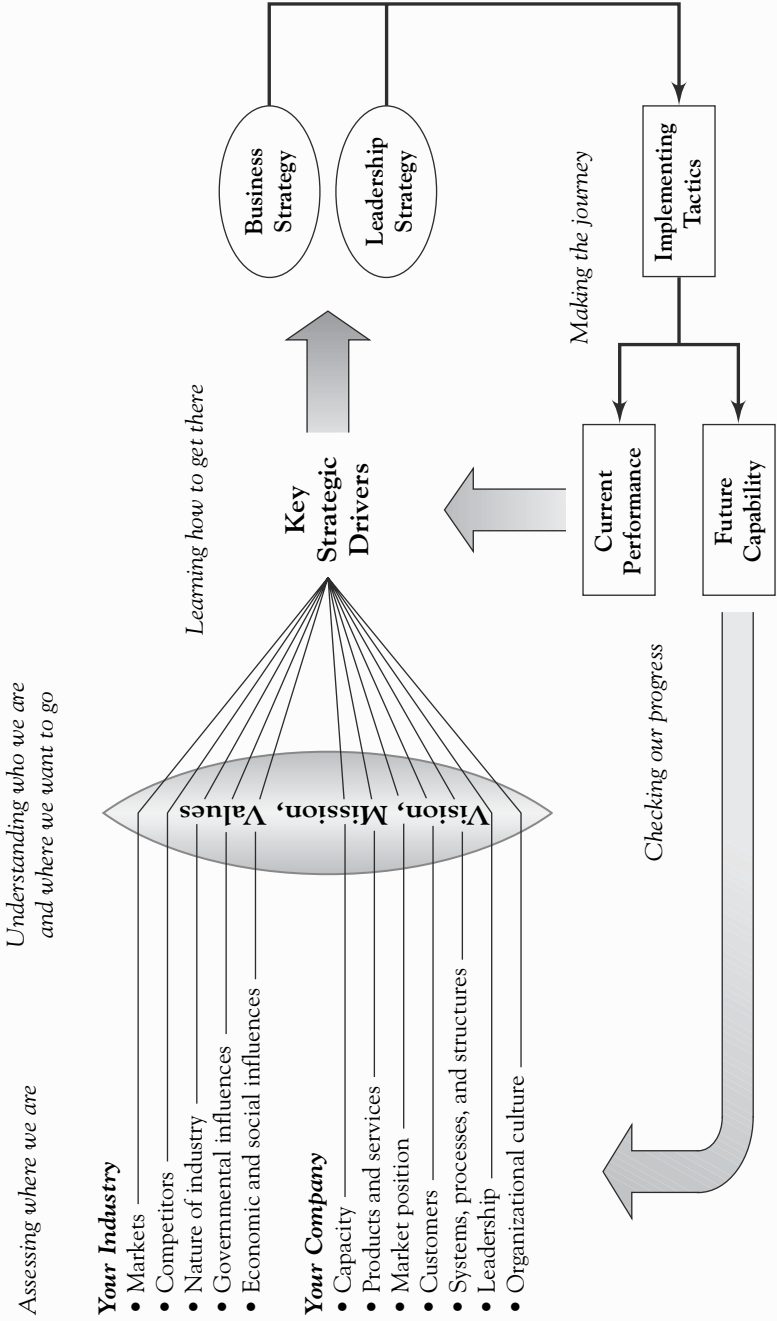 Assessing where we are
Understanding who we are
and where we want to go
Learning how to get there
Your Industry
• Markets
• Competitors
• Nature of industry
• Governmental influences
• Economic and social influences
Your Company
• Capacity
• Products and services
• Market position
• Customers
• Systems, processes, and structures
• Leadership
• Organizational culture
Vision, Mission, Values
Key
Strategic
Drivers
Business
Strategy
Leadership
Strategy
Making the journey
Implementing
Tactics
Current
Performance
Future
Capability
Checking our progress